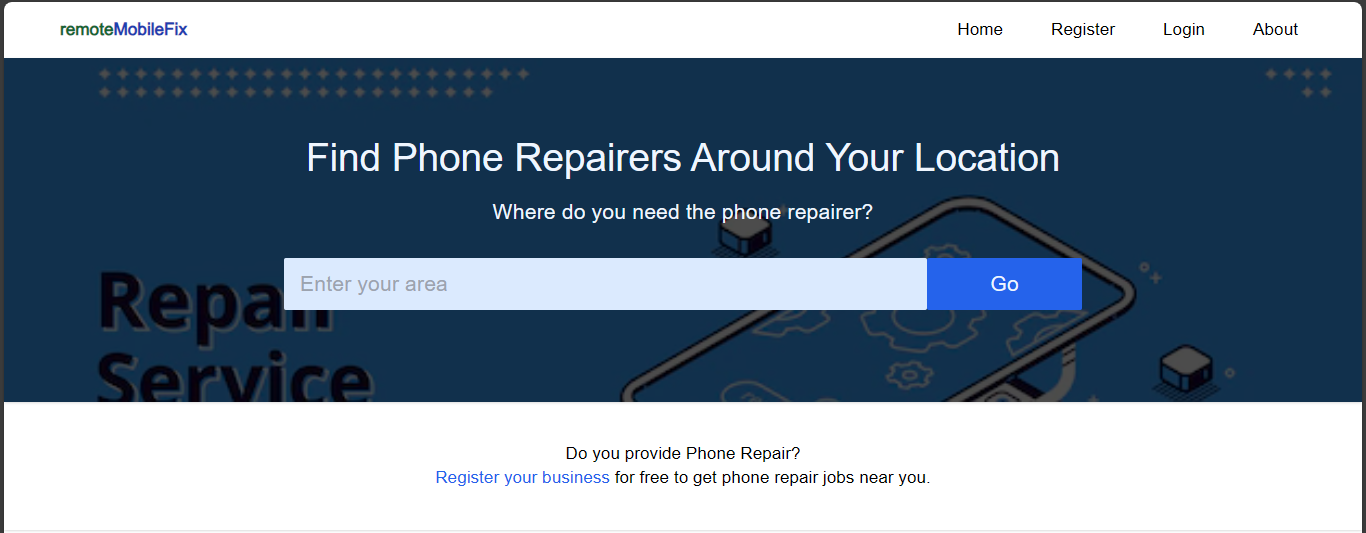 remoteMobileFix
Home Register Login About
Find Phone Repairers Around Your Location
Where do you need the phone repairer?
Repair
Enter your area
Go
Service
Do you provide Phone Repair?
Register your business for free to get phone repair jobs near you.